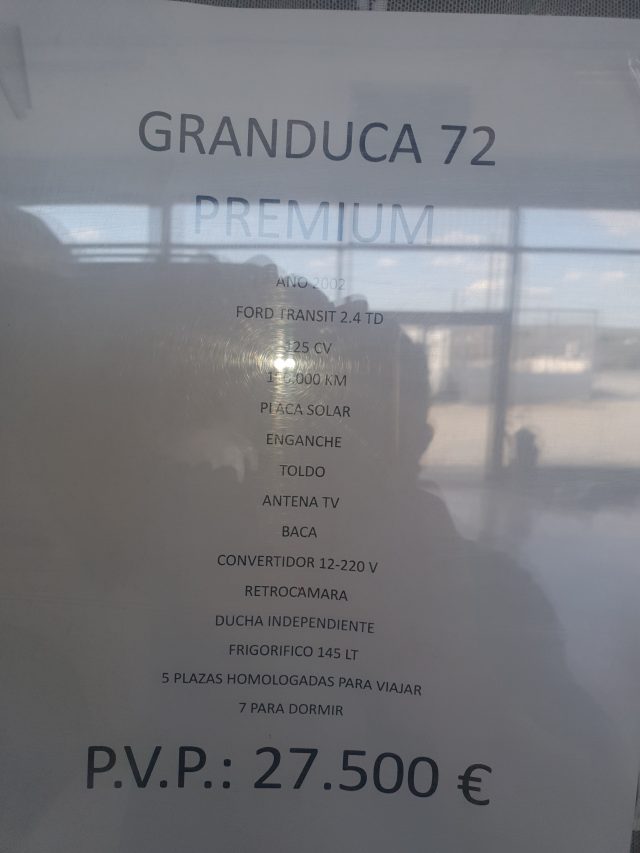 GRANDUCA 72
PREMIUM
AÑO 2002
FORD TRANSIT 2.4 TD
125 CV
KM
PLACA SOLAR
ENGANCHE
TOLDO
ANTENA TV
BACA
CONVERTIDOR 12-220 V
RETROCAMARA
DUCHA INDEPENDIENTE
FRIGORIFICO 145 LT
5 PLAZAS HOMOLOGADAS PARA VIAJAR
7 PARA DORMIR
P.V.P.: 27.500 €